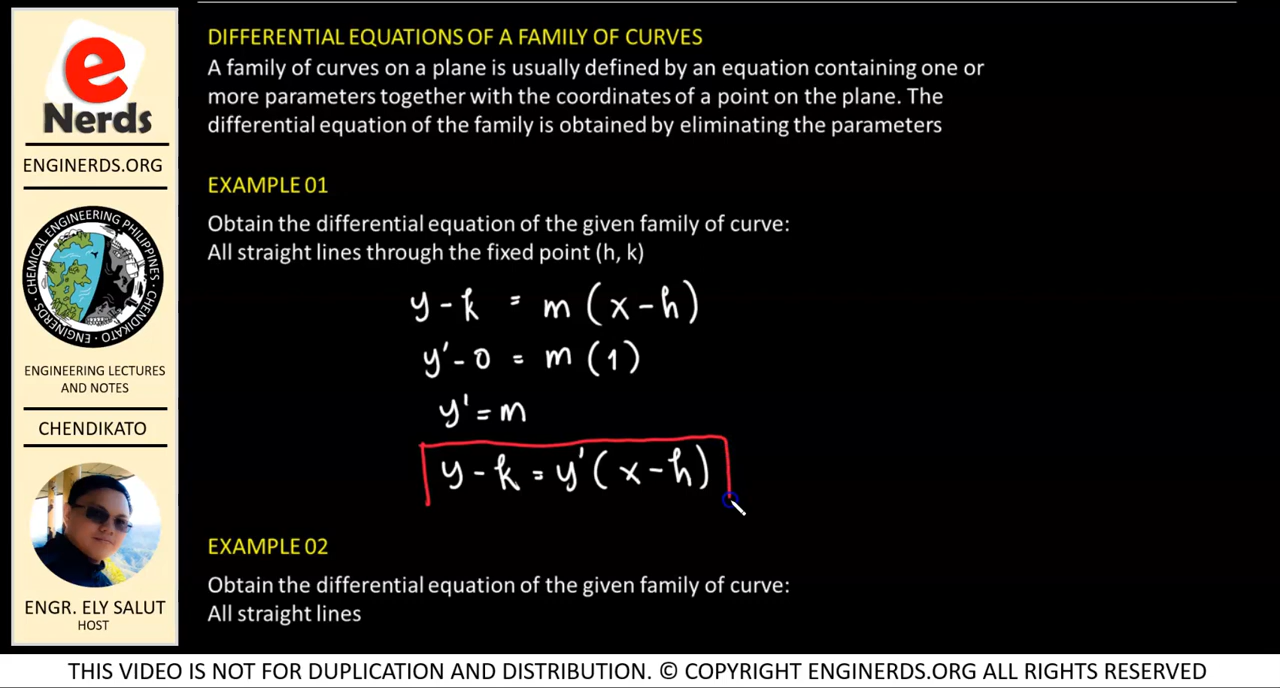 e
Nerds
ENGINERDS.ORG
CHEMICAL ENGINEERING PHILIPPINES • CHENDIKATO • ENGINERDS.ORG •
ENGINEERING LECTURES
AND NOTES
CHENDIKATO
ENGR. ELY SALUT
HOST
DIFFERENTIAL EQUATIONS OF A FAMILY OF CURVES
A family of curves on a plane is usually defined by an equation containing one or
more parameters together with the coordinates of a point on the plane. The
differential equation of the family is obtained by eliminating the parameters
EXAMPLE 01
Obtain the differential equation of the given family of curve:
All straight lines through the fixed point (h, k)
y - k = m (x - h)
y' - 0 = m (1)
y' = m
y - k = y' (x - h)
EXAMPLE 02
Obtain the differential equation of the given family of curve:
All straight lines
THIS VIDEO IS NOT FOR DUPLICATION AND DISTRIBUTION. © COPYRIGHT ENGINERDS.ORG ALL RIGHTS RESERVED